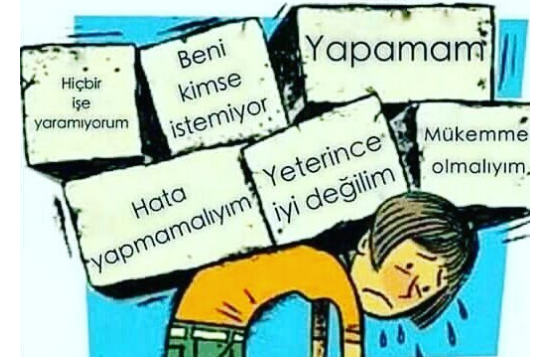 Hiçbir
işe
yaramıyorum
Beni
kimse
istemiyor
Yapamam
Hata
yapmamalıyım
Yeterince
iyi değilim
Mükemme
olmalıyım